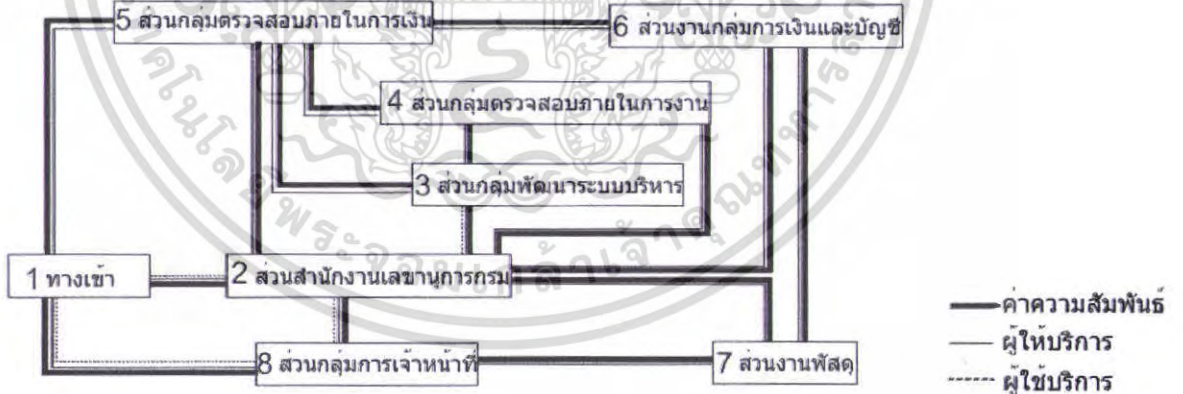 5 ส่วนกลุ่มตรวจสอบภายในการเงิน
6 ส่วนงานกลุ่มการเงินและบัญชี
4 ส่วนกลุ่มตรวจสอบภายในการงาน
3 ส่วนกลุ่มพัฒนาระบบบริหาร
1 ทางเข้า
2 ส่วนสำนักงานเลขานุการกรม
8 ส่วนกลุ่มการเจ้าหน้าที่
7 ส่วนงานพัสดุ
ค่าความสัมพันธ์
ผู้ให้บริการ
ผู้ใช้บริการ